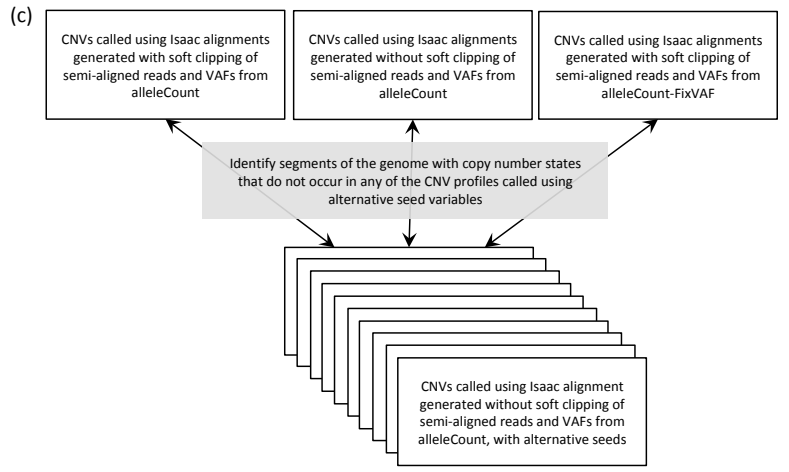 (c)
CNVs called using Isaac alignments
generated with soft clipping of
semi-aligned reads and VAFs from
alleleCount
CNVs called using Isaac alignments
generated without soft clipping of
semi-aligned reads and VAFs from
alleleCount
CNVs called using Isaac alignments
generated with soft clipping of
semi-aligned reads and VAFs from
alleleCount-FixVAF
Identify segments of the genome with copy number states
that do not occur in any of the CNV profiles called using
alternative seed variables
CNVs called using Isaac alignment
generated without soft clipping of
semi-aligned reads and VAFs from
alleleCount, with alternative seeds